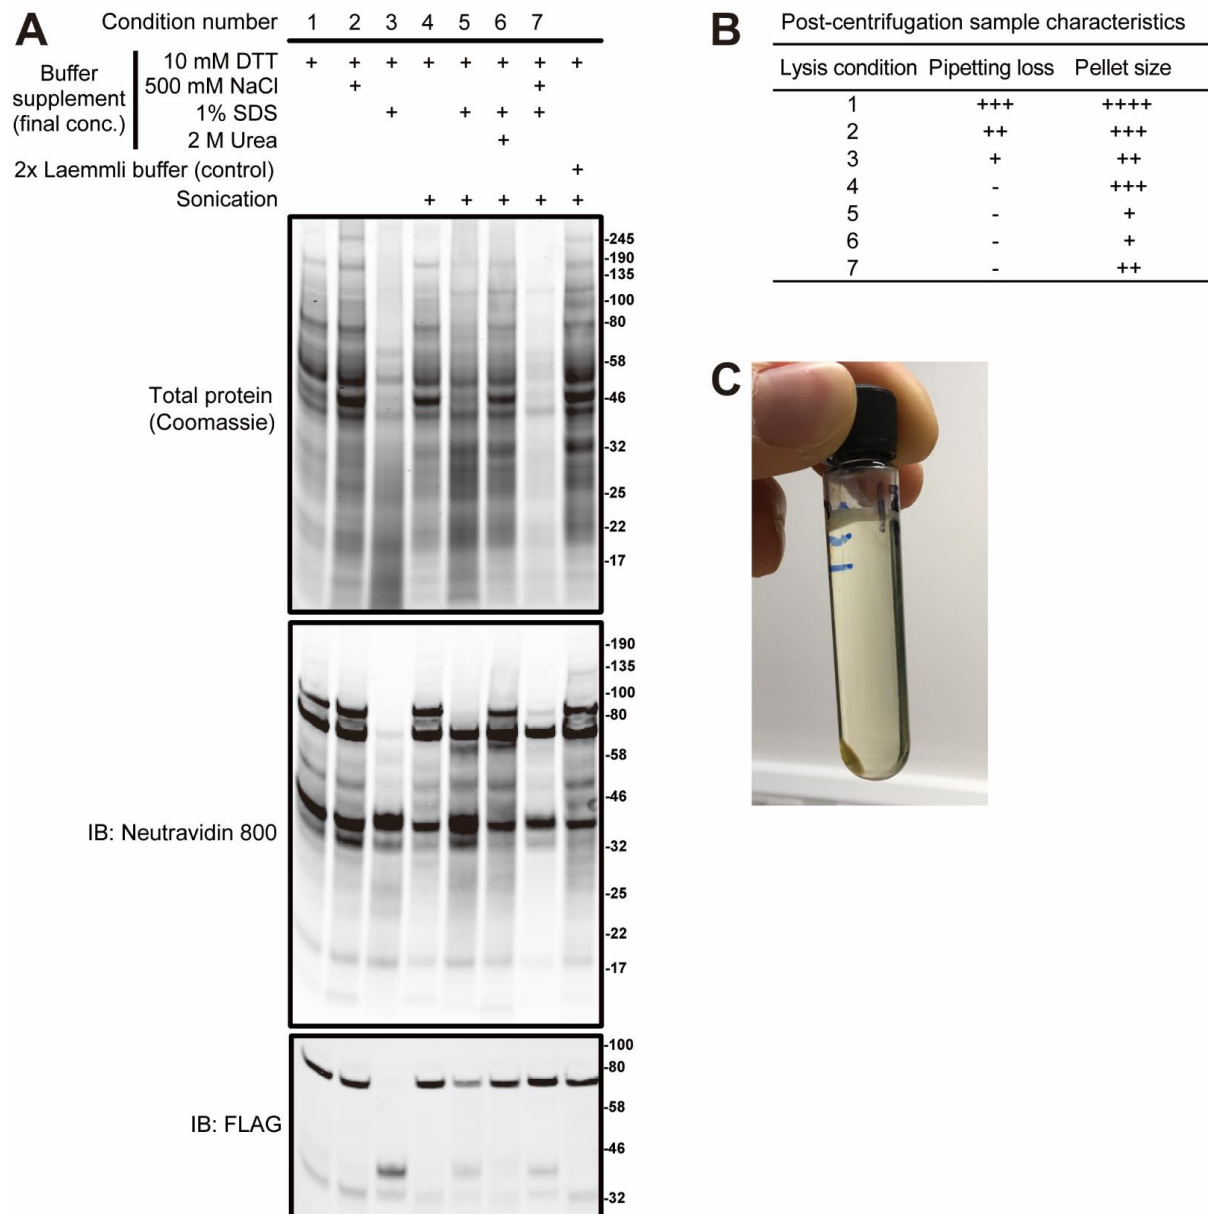 A
Condition number 1 2 3 4 5 6 7
Buffer supplement (final conc.)
10 mM DTT + + + + + + + +
500 mM NaCl + +
1% SDS + + + +
2 M Urea +
2x Laemmli buffer (control) +
Sonication + + + + +
Total protein
(Coomassie)
-245
-190
-135
-100
-80
-58
-46
-32
-25
-22
-17
IB: Neutravidin 800
-190
-135
-100
-80
-58
-46
-32
-25
-22
-17
IB: FLAG
-100
-80
-58
-46
-32
B
Post-centrifugation sample characteristics
Lysis condition Pipetting loss Pellet size
1 +++ ++++
2 ++ +++
3 + ++
4 - +++
5 - +
6 - +
7 - ++
C